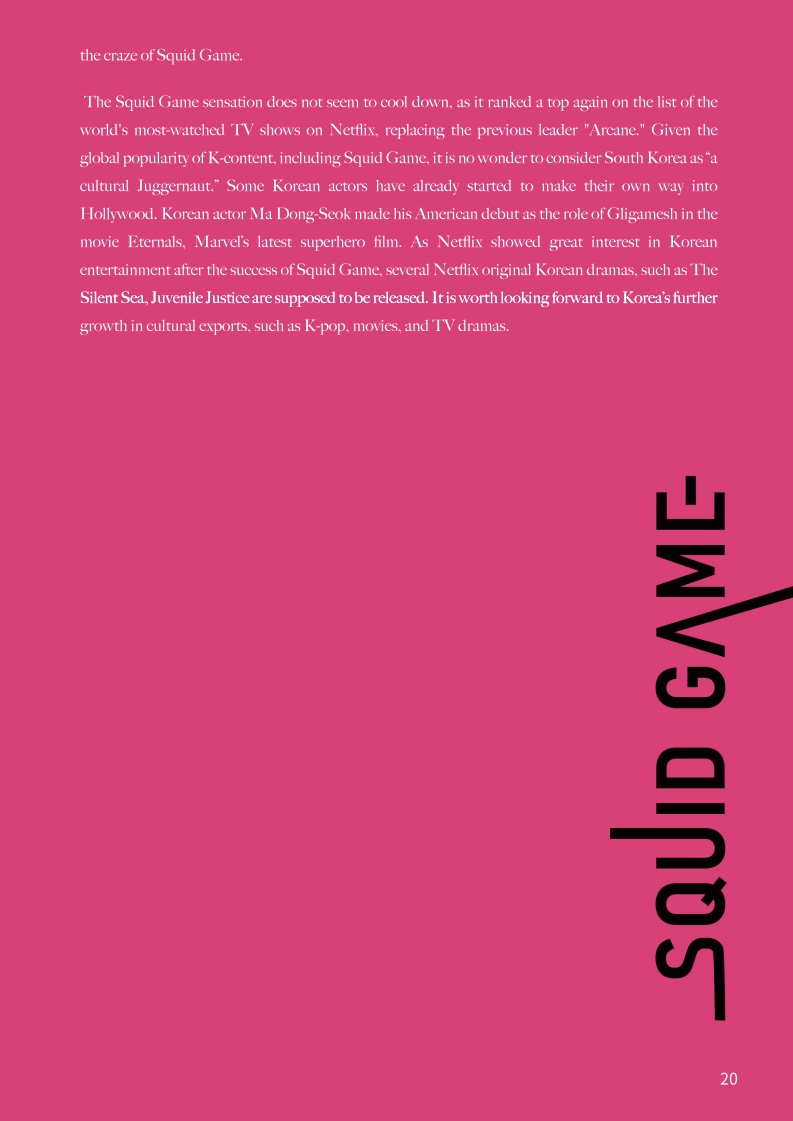 the craze of Squid Game.
The Squid Game sensation does not seem to cool down, as it ranked a top again on the list of the
world's most-watched TV shows on Netflix, replacing the previous leader "Arcane." Given the
global popularity of K-content, including Squid Game, it is no wonder to consider South Korea as “a
cultural Juggernaut.” Some Korean actors have already started to make their own way into
Hollywood. Korean actor Ma Dong-Seok made his American debut as the role of Gligamesh in the
movie Eternals, Marvel’s latest superhero film. As Netflix showed great interest in Korean
entertainment after the success of Squid Game, several Netflix original Korean dramas, such as The
Silent Sea, Juvenile Justice are supposed to be released. It is worth looking forward to Korea’s further
growth in cultural exports, such as K-pop, movies, and TV dramas.
SQUID GAME
20